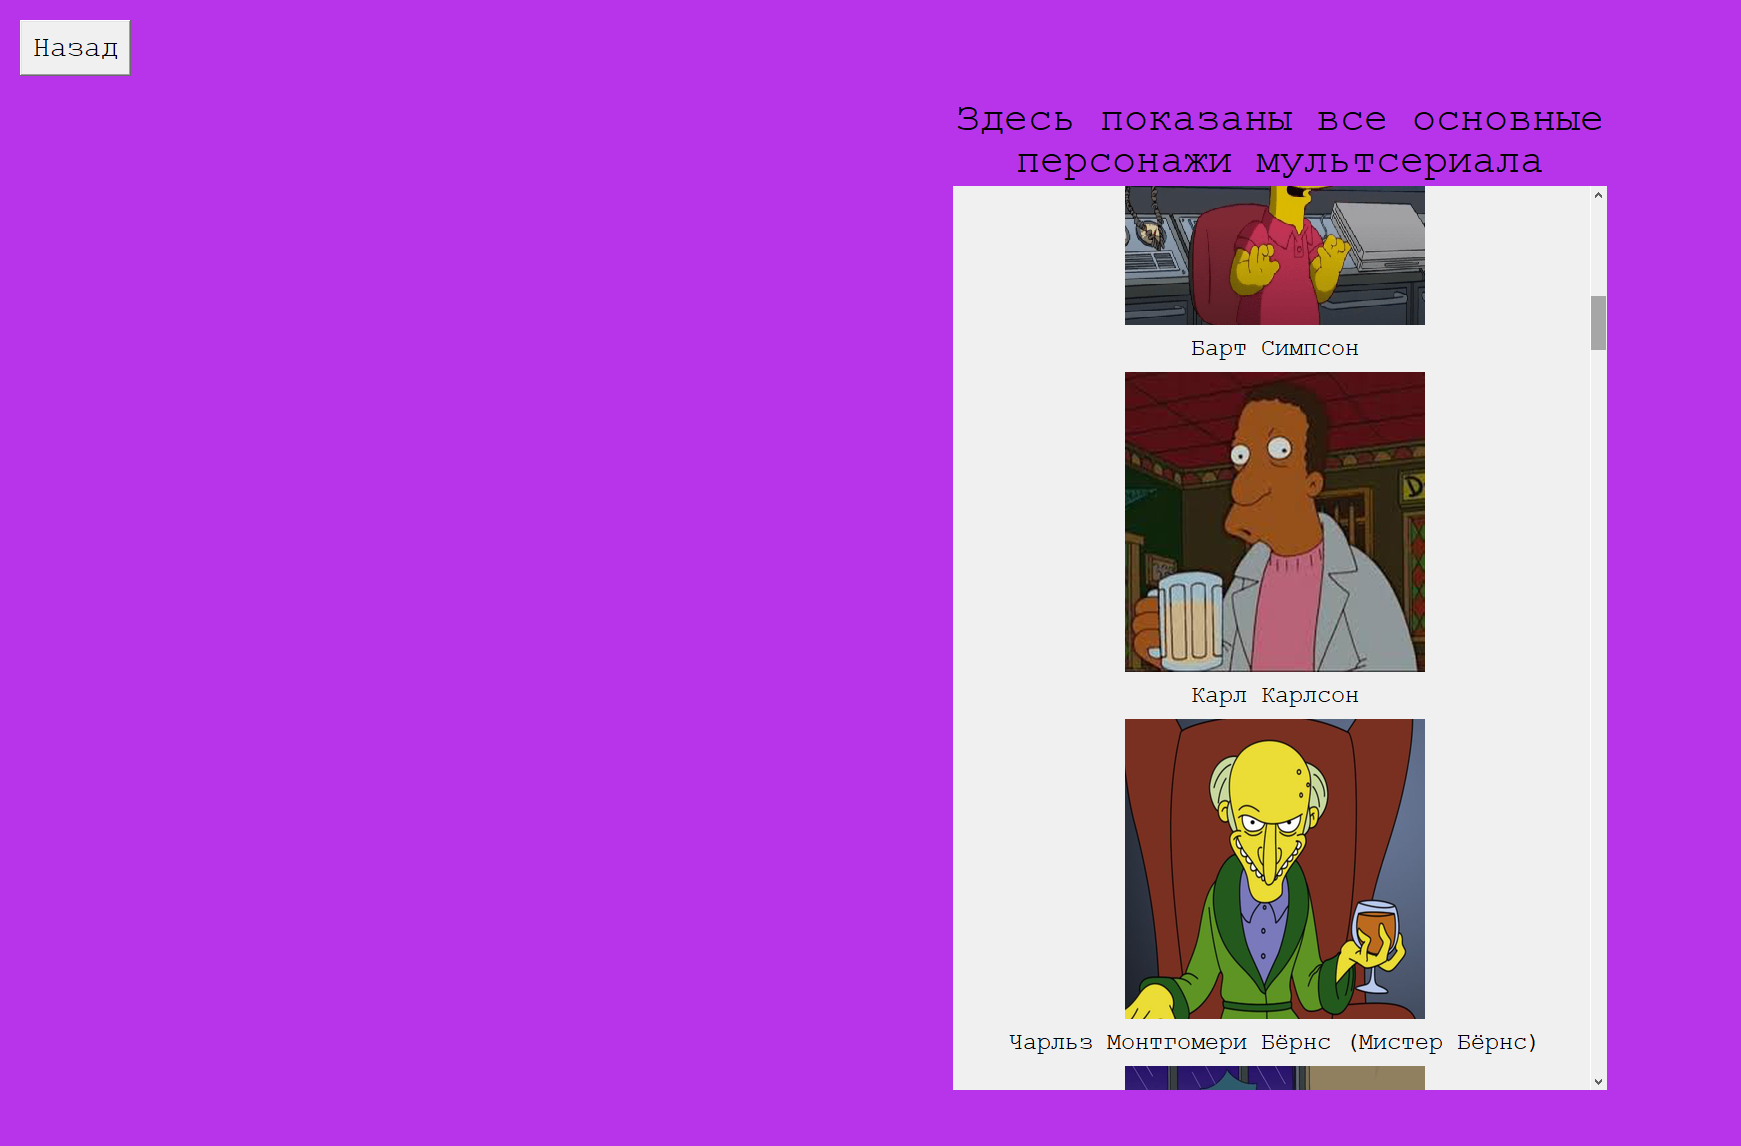 Назад
Здесь показаны все основные
персонажи мультсериала
Барт Симпсон
D
Карл Карлсон
Чарльз Монтгомери Бёрнс (Мистер Бёрнс)